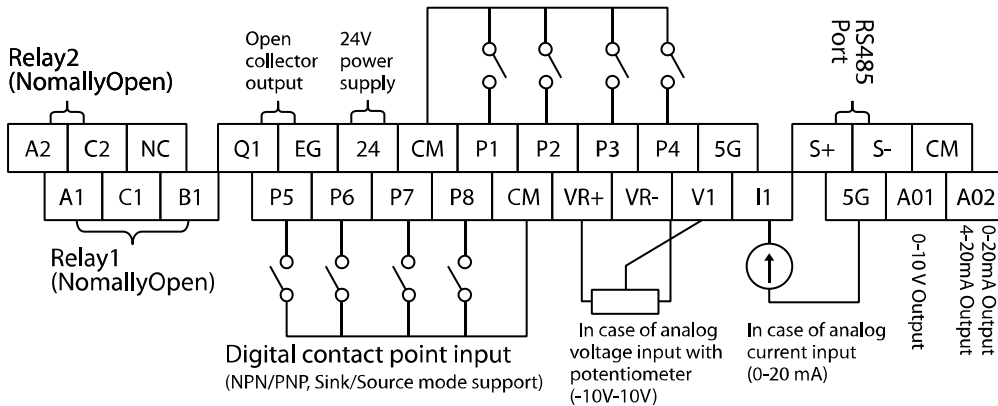 Relay2
(NomallyOpen)
Open
collector
output
24V
power
supply
RS485
Port
A2 C2 NC Q1 EG 24 CM P1 P2 P3 P4 5G S+ S- CM
A1 C1 B1 P5 P6 P7 P8 CM VR+ VR- V1 I1 5G A01 A02
Relay1
(NomallyOpen)
Digital contact point input
(NPN/PNP, Sink/Source mode support)
In case of analog
voltage input with
potentiometer
(-10V-10V)
In case of analog
current input
(0-20 mA)
0-10 V Output
0-20mA Output
4-20mA Output